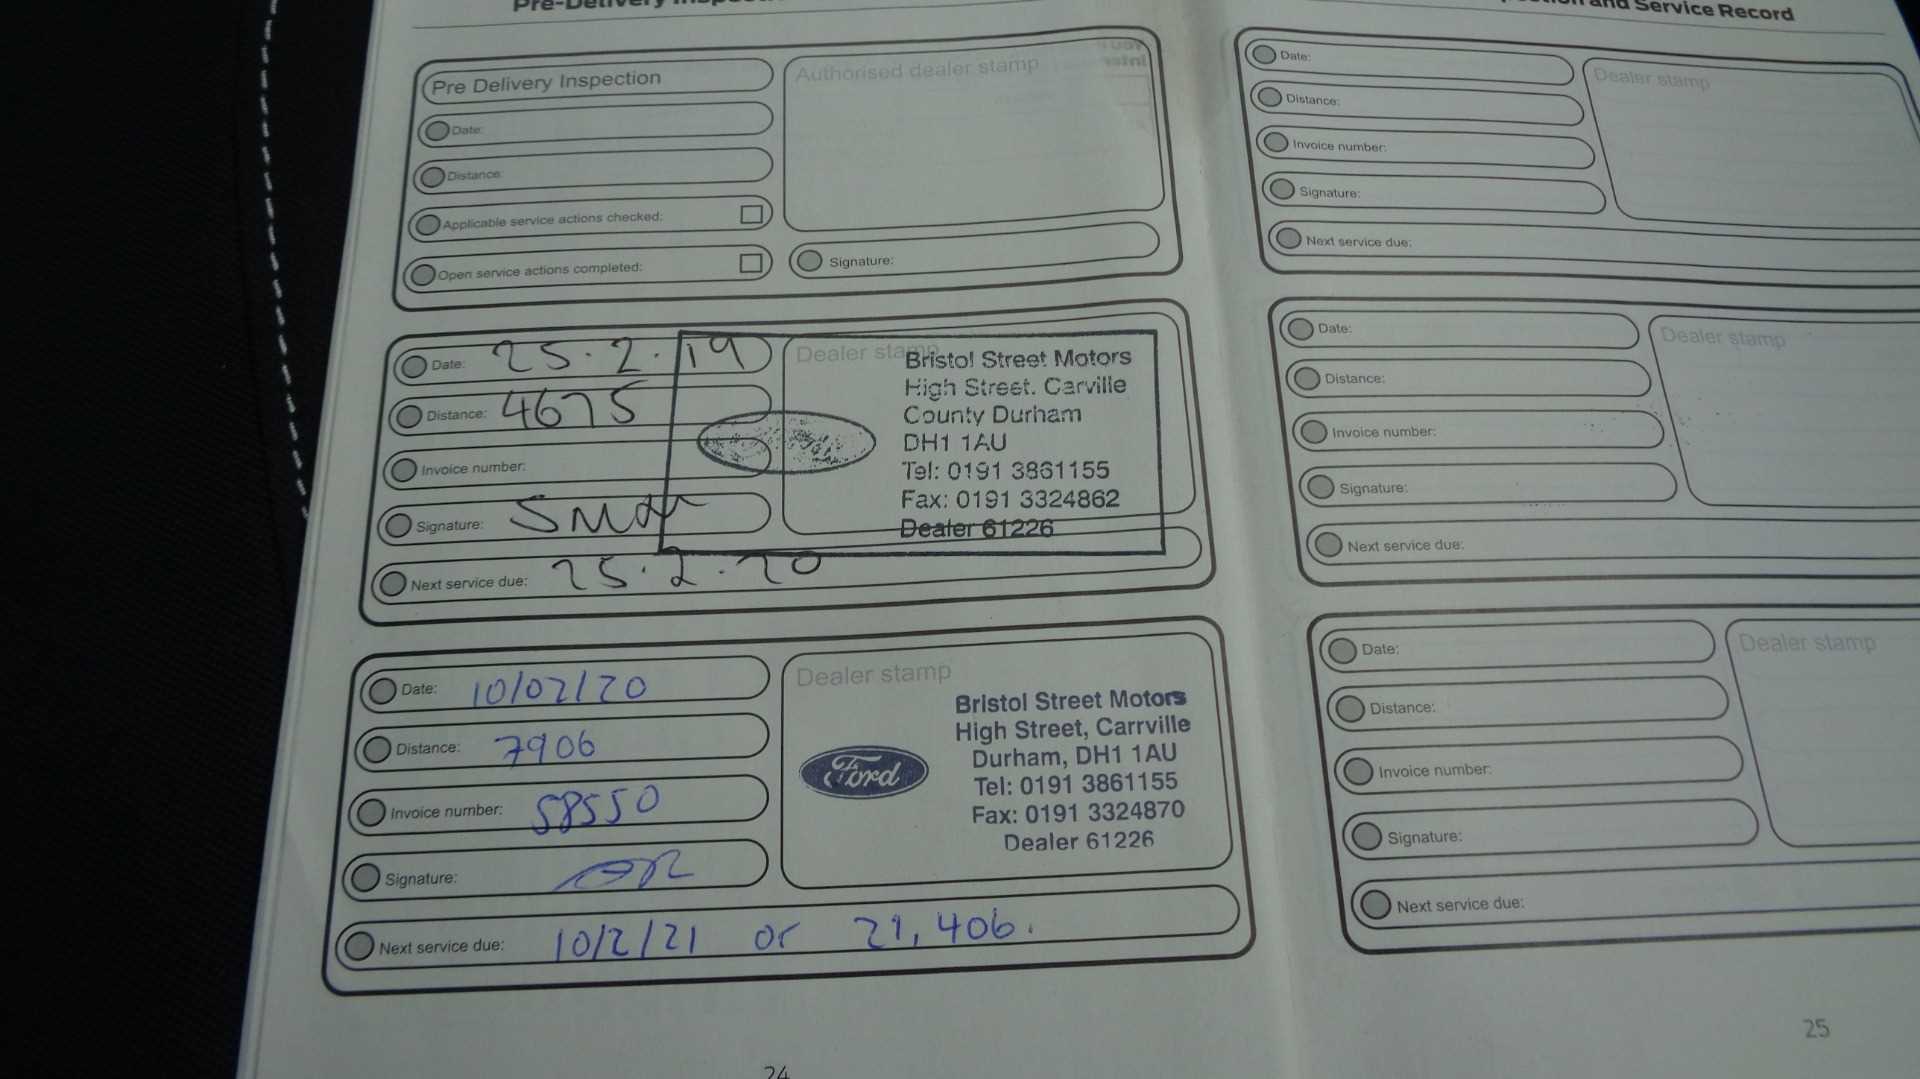 Pre-Delivery Inspect
Pre Delivery Inspection
Date:
Distance:
Applicable service actions checked:
Open service actions completed:
Authorised dealer stamp
Signature:
Date: 25.2.19
Distance: 4675
Invoice number:
Signature:
Next service due: 25.2.20
Dealer stamp
Bristol Street Motors
High Street. Carville
County Durham
DH1 1AU
Tel: 0191 3861155
Fax: 0191 3324862
Dealer 61226
Date: 10/02/20
Distance: 7906
Invoice number: 58550
Signature:
Next service due: 10/2/21 or 21,406.
Dealer stamp
Ford
Bristol Street Motors
High Street, Carrville
Durham, DH1 1AU
Tel: 0191 3861155
Fax: 0191 3324870
Dealer 61226
24
and Service Record
Date:
Distance:
Invoice number:
Signature:
Next service due:
Dealer stamp
Date:
Distance:
Invoice number:
Signature:
Next service due:
Dealer stamp
Date:
Distance:
Invoice number:
Signature:
Next service due:
Dealer stamp
25